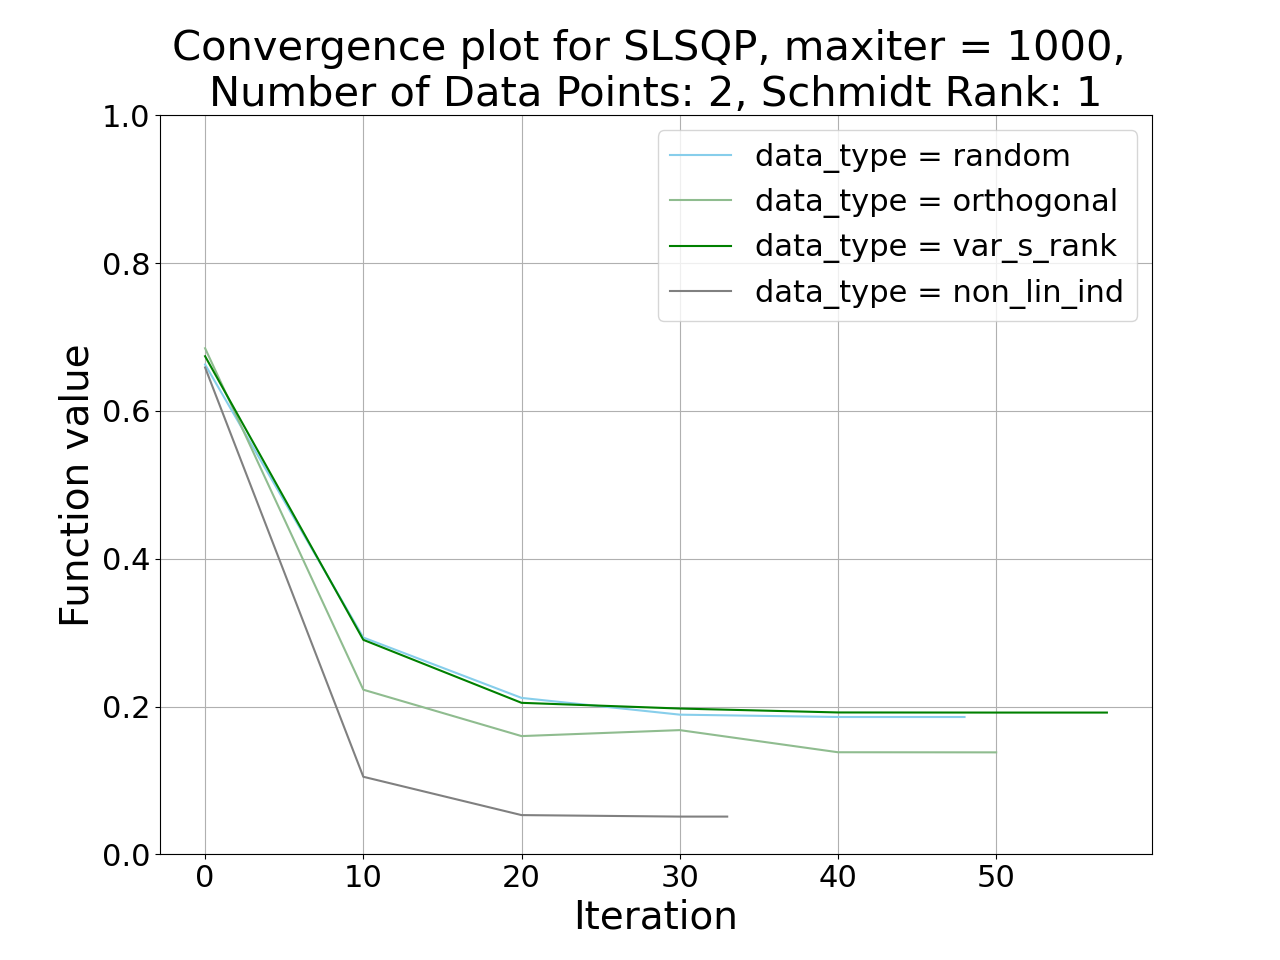 Convergence plot for SLSQP, maxiter = 1000,
Number of Data Points: 2, Schmidt Rank: 1
1.0
0.8
0.6
0.4
0.2
0.0
Function value
data_type = random
data_type = orthogonal
data_type = var_s_rank
data_type = non_lin_ind
0 10 20 30 40 50
Iteration